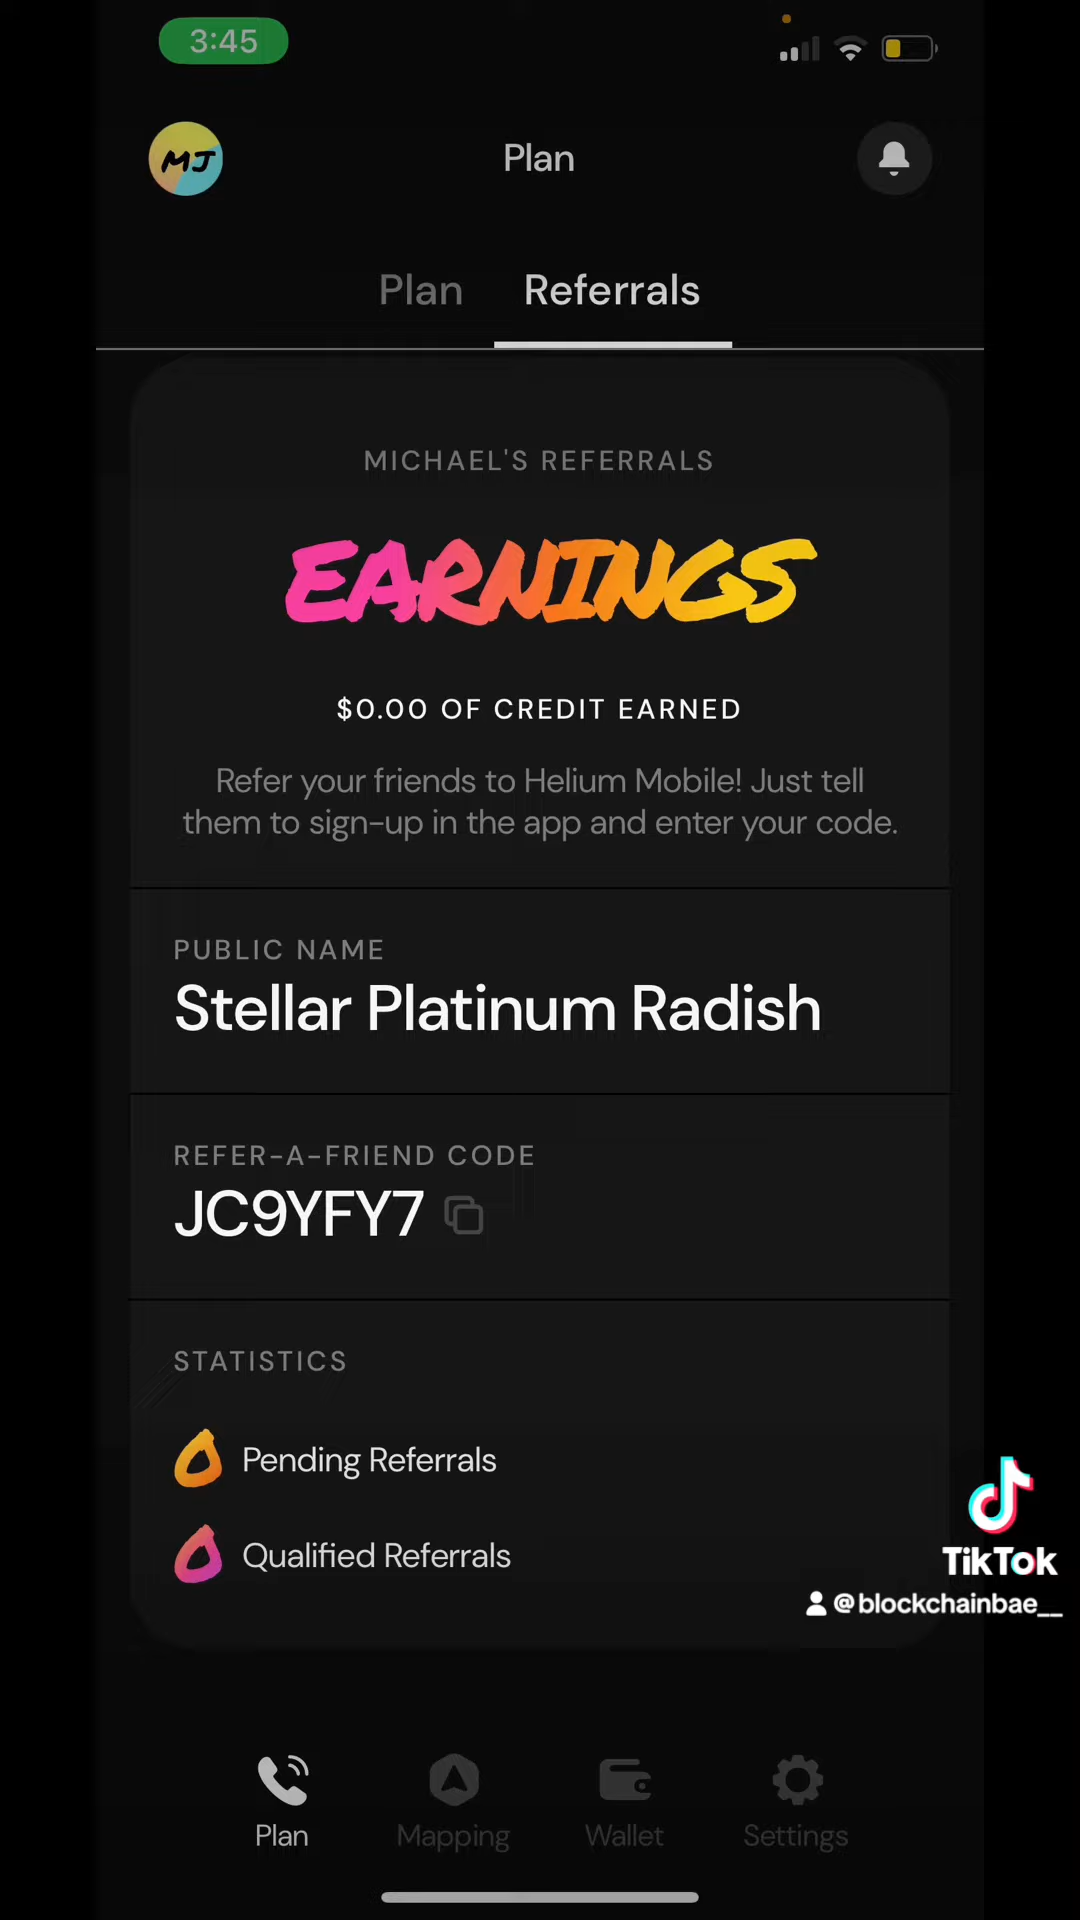 3:45
MJ
Plan
Plan
Referrals
MICHAEL'S REFERRALS
EARNINGS
$0.00 OF CREDIT EARNED
Refer your friends to Helium Mobile! Just tell
them to sign-up in the app and enter your code.
PUBLIC NAME
Stellar Platinum Radish
REFER-A-FRIEND CODE
JC9YFY7
STATISTICS
0 Pending Referrals
0 Qualified Referrals
TikTok
@blockchainbae__
Plan
Mapping
Wallet
Settings